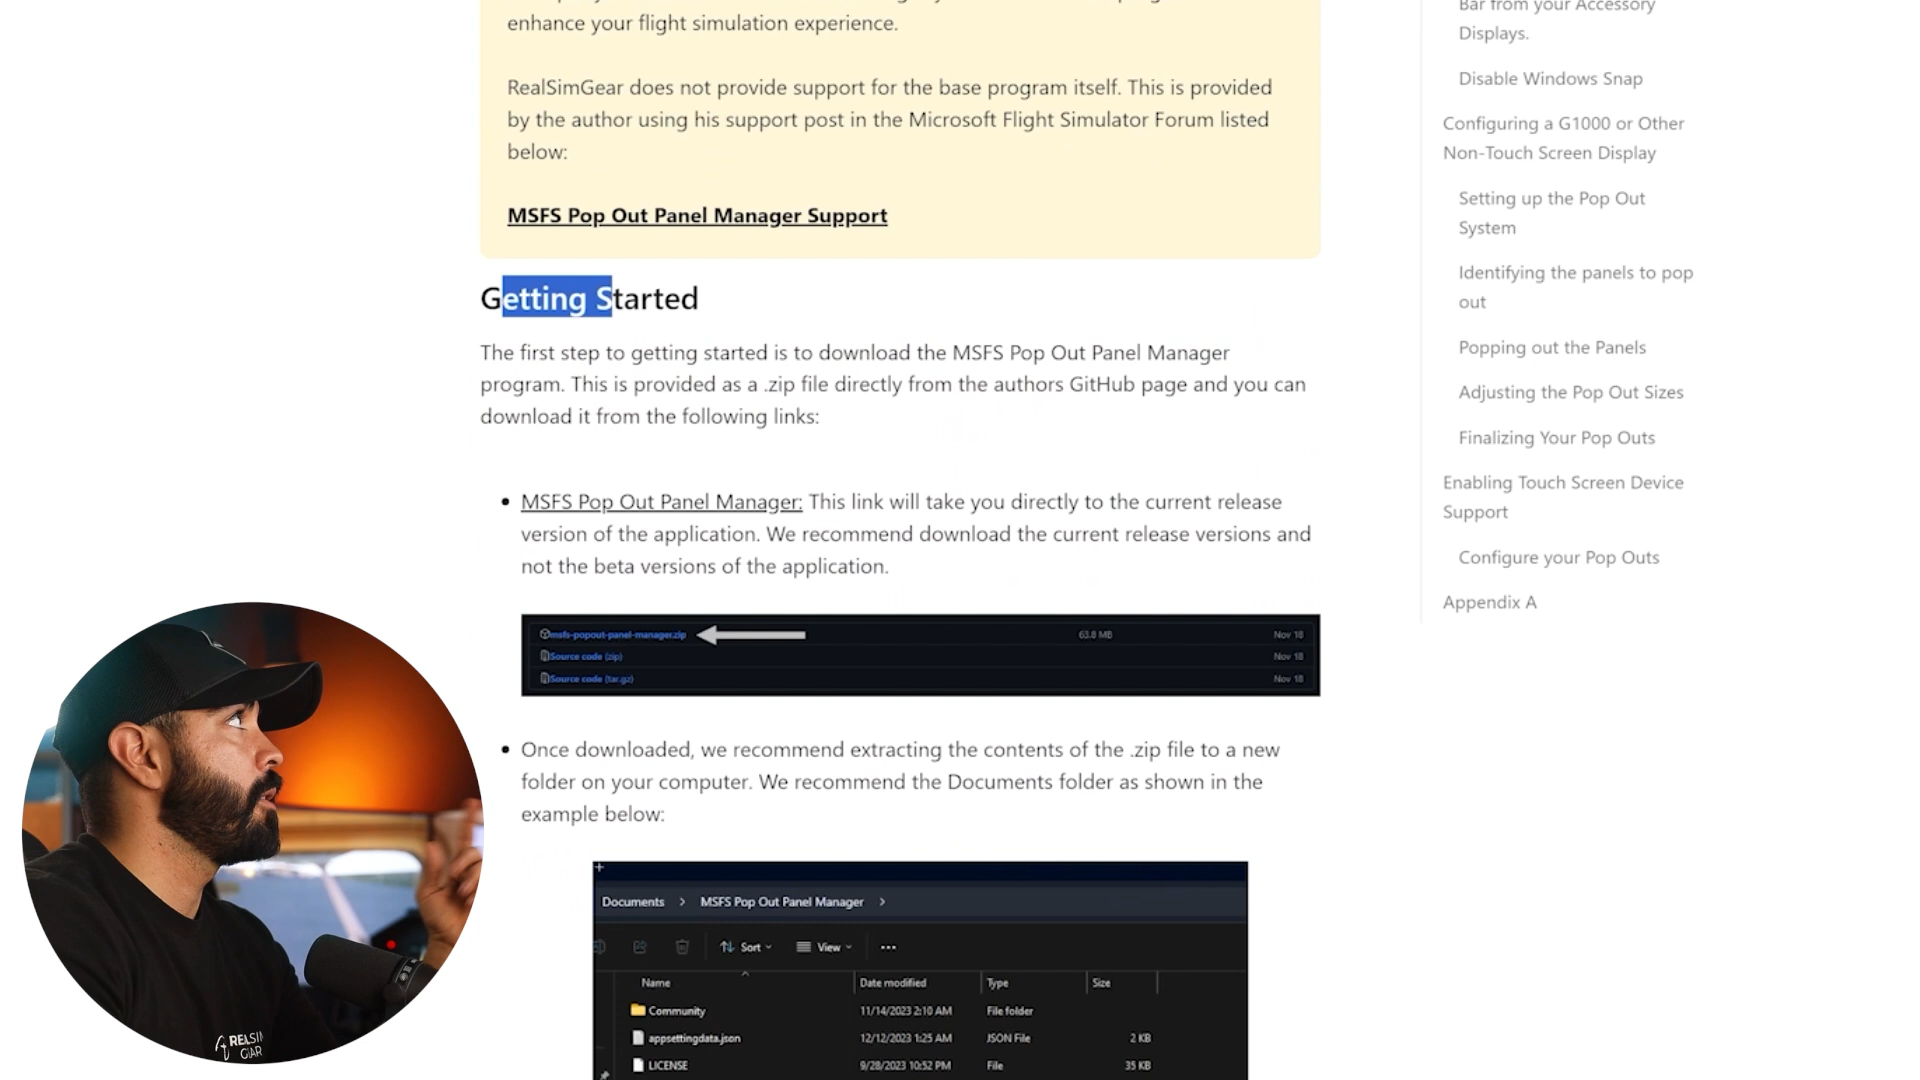 enhance your flight simulation experience.
RealSimGear does not provide support for the base program itself. This is provided
by the author using his support post in the Microsoft Flight Simulator Forum listed
below:
MSFS Pop Out Panel Manager Support
Getting Started
The first step to getting started is to download the MSFS Pop Out Panel Manager
program. This is provided as a .zip file directly from the authors GitHub page and you can
download it from the following links:
MSFS Pop Out Panel Manager: This link will take you directly to the current release
version of the application. We recommend download the current release versions and
not the beta versions of the application.
msfs-popout-panel-manager.zip 63.8 MB Nov 18
Source code (zip) Nov 18
Source code (tar.gz) Nov 18
Once downloaded, we recommend extracting the contents of the .zip file to a new
folder on your computer. We recommend the Documents folder as shown in the
example below:
Documents > MSFS Pop Out Panel Manager >
Sort View ...
Name Date modified Type Size
Community 11/14/2023 2:10 AM File folder
appsettingdata.json 12/12/2023 1:25 AM JSON File 2 KB
LICENSE 9/28/2023 10:52 PM File 35 KB
Bar from your Accessory
Displays.
Disable Windows Snap
Configuring a G1000 or Other
Non-Touch Screen Display
Setting up the Pop Out
System
Identifying the panels to pop
out
Popping out the Panels
Adjusting the Pop Out Sizes
Finalizing Your Pop Outs
Enabling Touch Screen Device
Support
Configure your Pop Outs
Appendix A